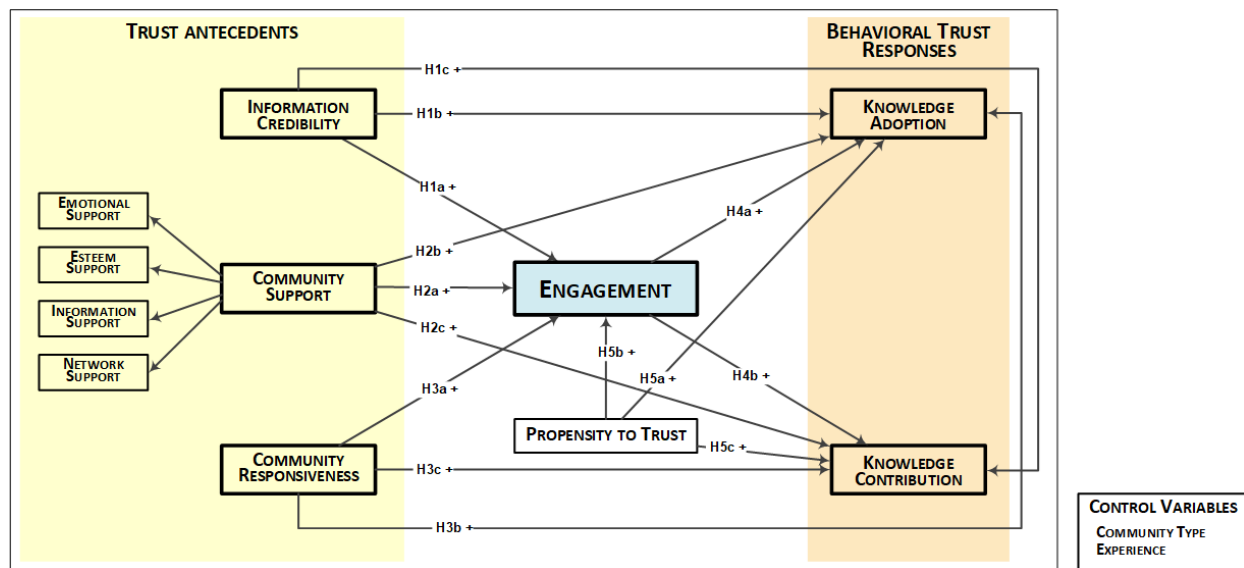 TRUST ANTECEDENTS
BEHAVIORAL TRUST
RESPONSES
H1c +
INFORMATION
CREDIBILITY
H1b +
KNOWLEDGE
ADOPTION
H1a +
EMOTIONAL
SUPPORT
H4a +
ESTEEM
SUPPORT
H2b +
COMMUNITY
SUPPORT
H2a +
ENGAGEMENT
INFORMATION
SUPPORT
H2c +
NETWORK
SUPPORT
H5b +
H3a +
H5a +
H4b +
PROPENSITY TO TRUST
H5c +
COMMUNITY
RESPONSIVENESS
H3c +
KNOWLEDGE
CONTRIBUTION
H3b +
CONTROL VARIABLES
COMMUNITY TYPE
EXPERIENCE